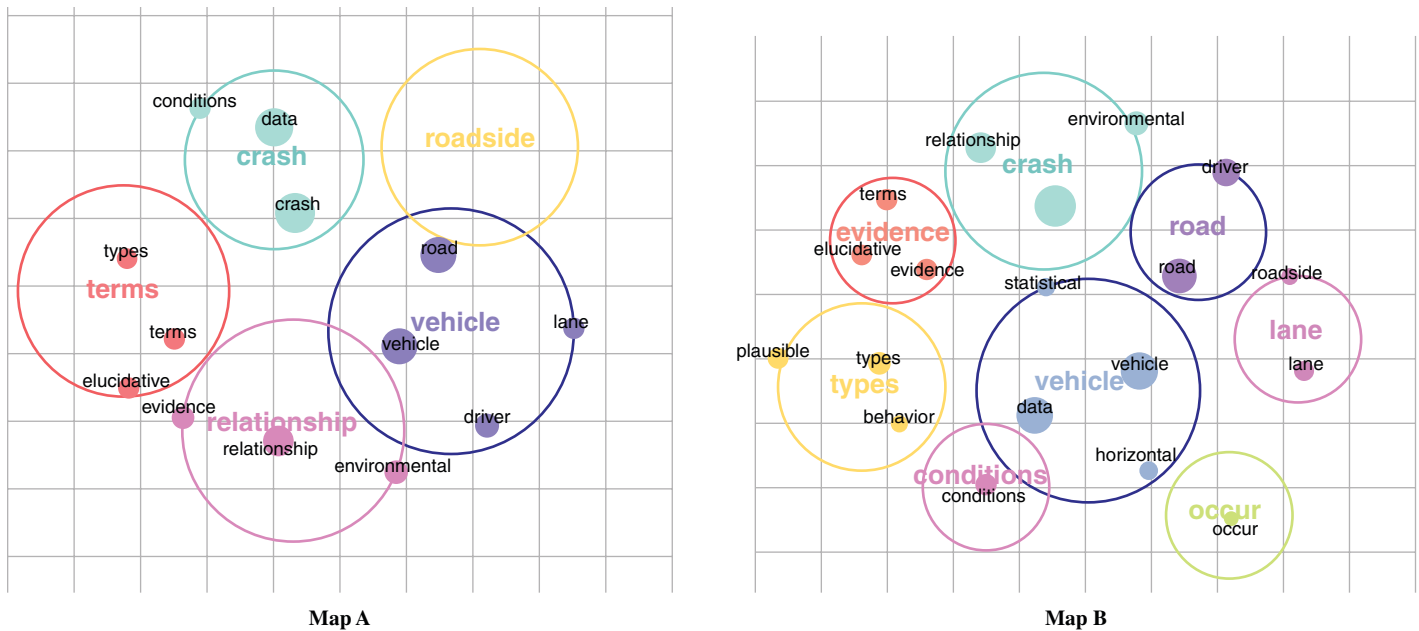 conditions
data
crash
crash
roadside
types
terms
terms
elucidative
evidence
relationship
relationship
environmental
road
vehicle
vehicle
lane
driver
Map A
relationship
environmental
crash
terms
evidence
elucidative
evidence
driver
road
road
statistical
roadside
lane
lane
plausible
types
types
behavior
vehicle
vehicle
data
horizontal
conditions
conditions
occur
occur
Map B